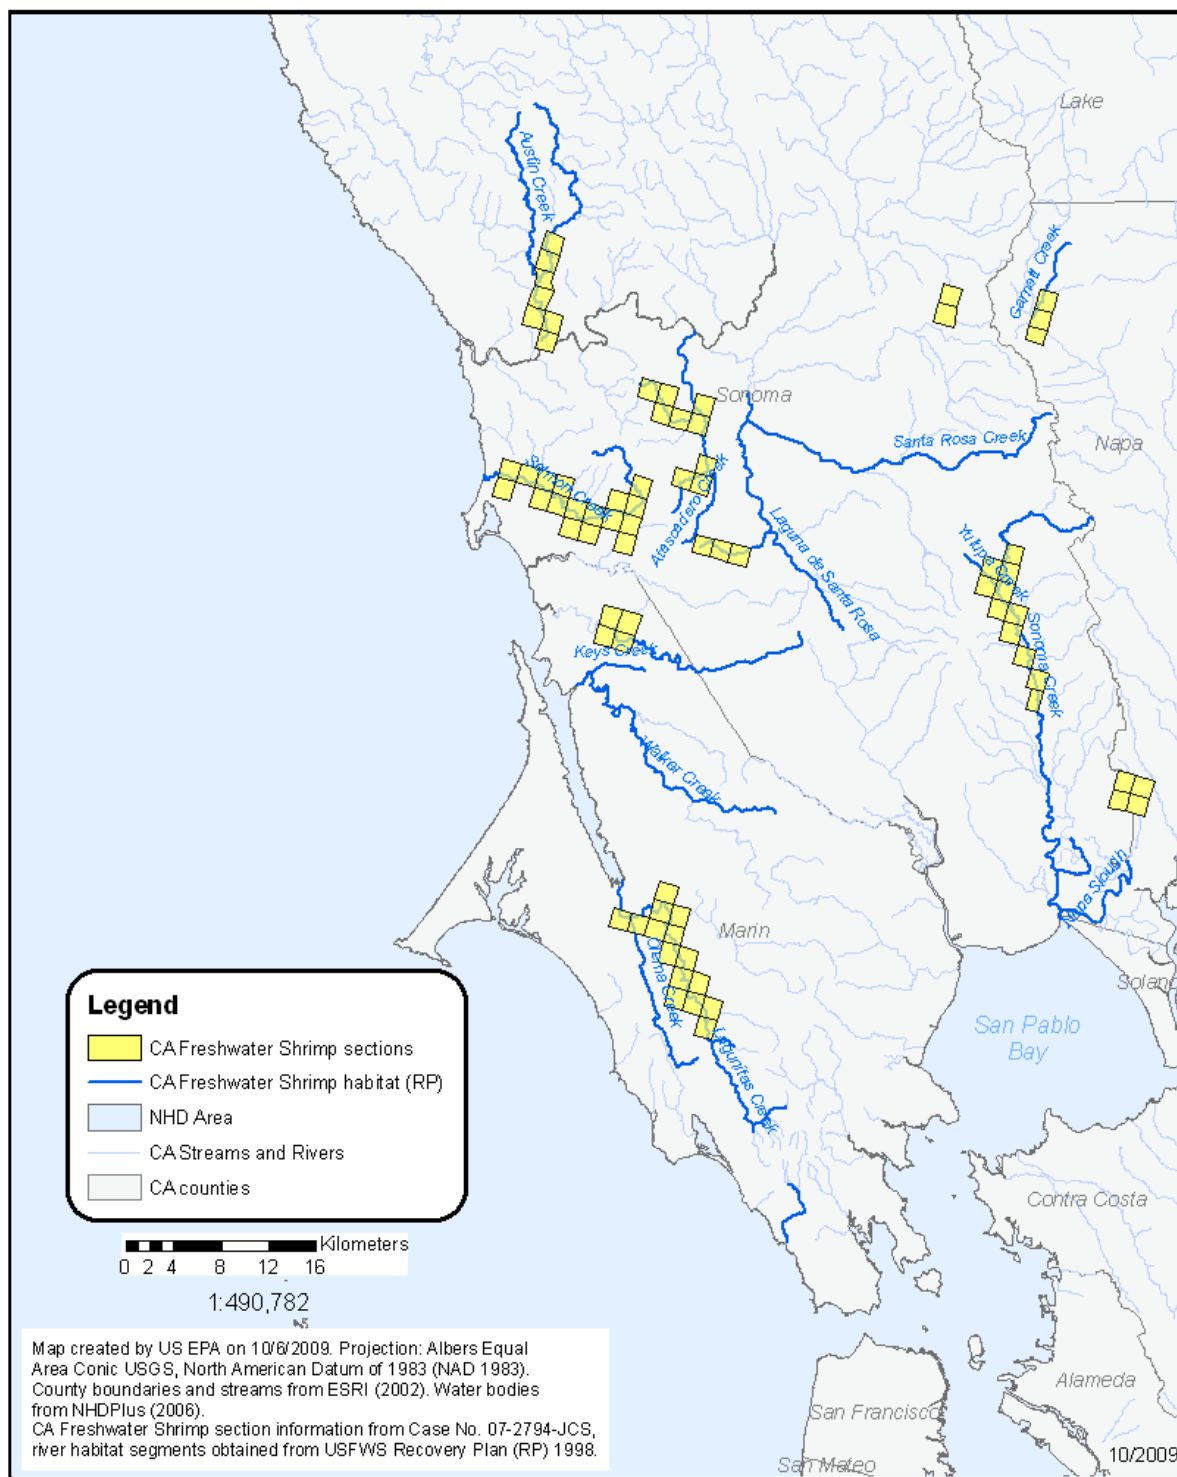 Lake
Austin Creek
Garnett Creek
Sonoma
Napa
Santa Rosa Creek
Salmon Creek
Atascadero Creek
Laguna de Santa Rosa
Yulupa Creek
Sonoma Creek
Keys Creek
Walker Creek
Napa Slough
Marin
Olema Creek
Solano
San Pablo
Bay
Lagunitas Creek
Legend
CA Freshwater Shrimp sections
CA Freshwater Shrimp habitat (RP)
NHD Area
CA Streams and Rivers
CA counties
Contra Costa
Kilometers
0 2 4 8 12 16
1:490,782
Map created by US EPA on 10/6/2009. Projection: Albers Equal
Area Conic USGS, North American Datum of 1983 (NAD 1983).
County boundaries and streams from ESRI (2002). Water bodies
from NHDPlus (2006).
CA Freshwater Shrimp section information from Case No. 07-2794-JCS,
river habitat segments obtained from USFWS Recovery Plan (RP) 1998.
Alameda
San Francisco
San Mateo
10/2009